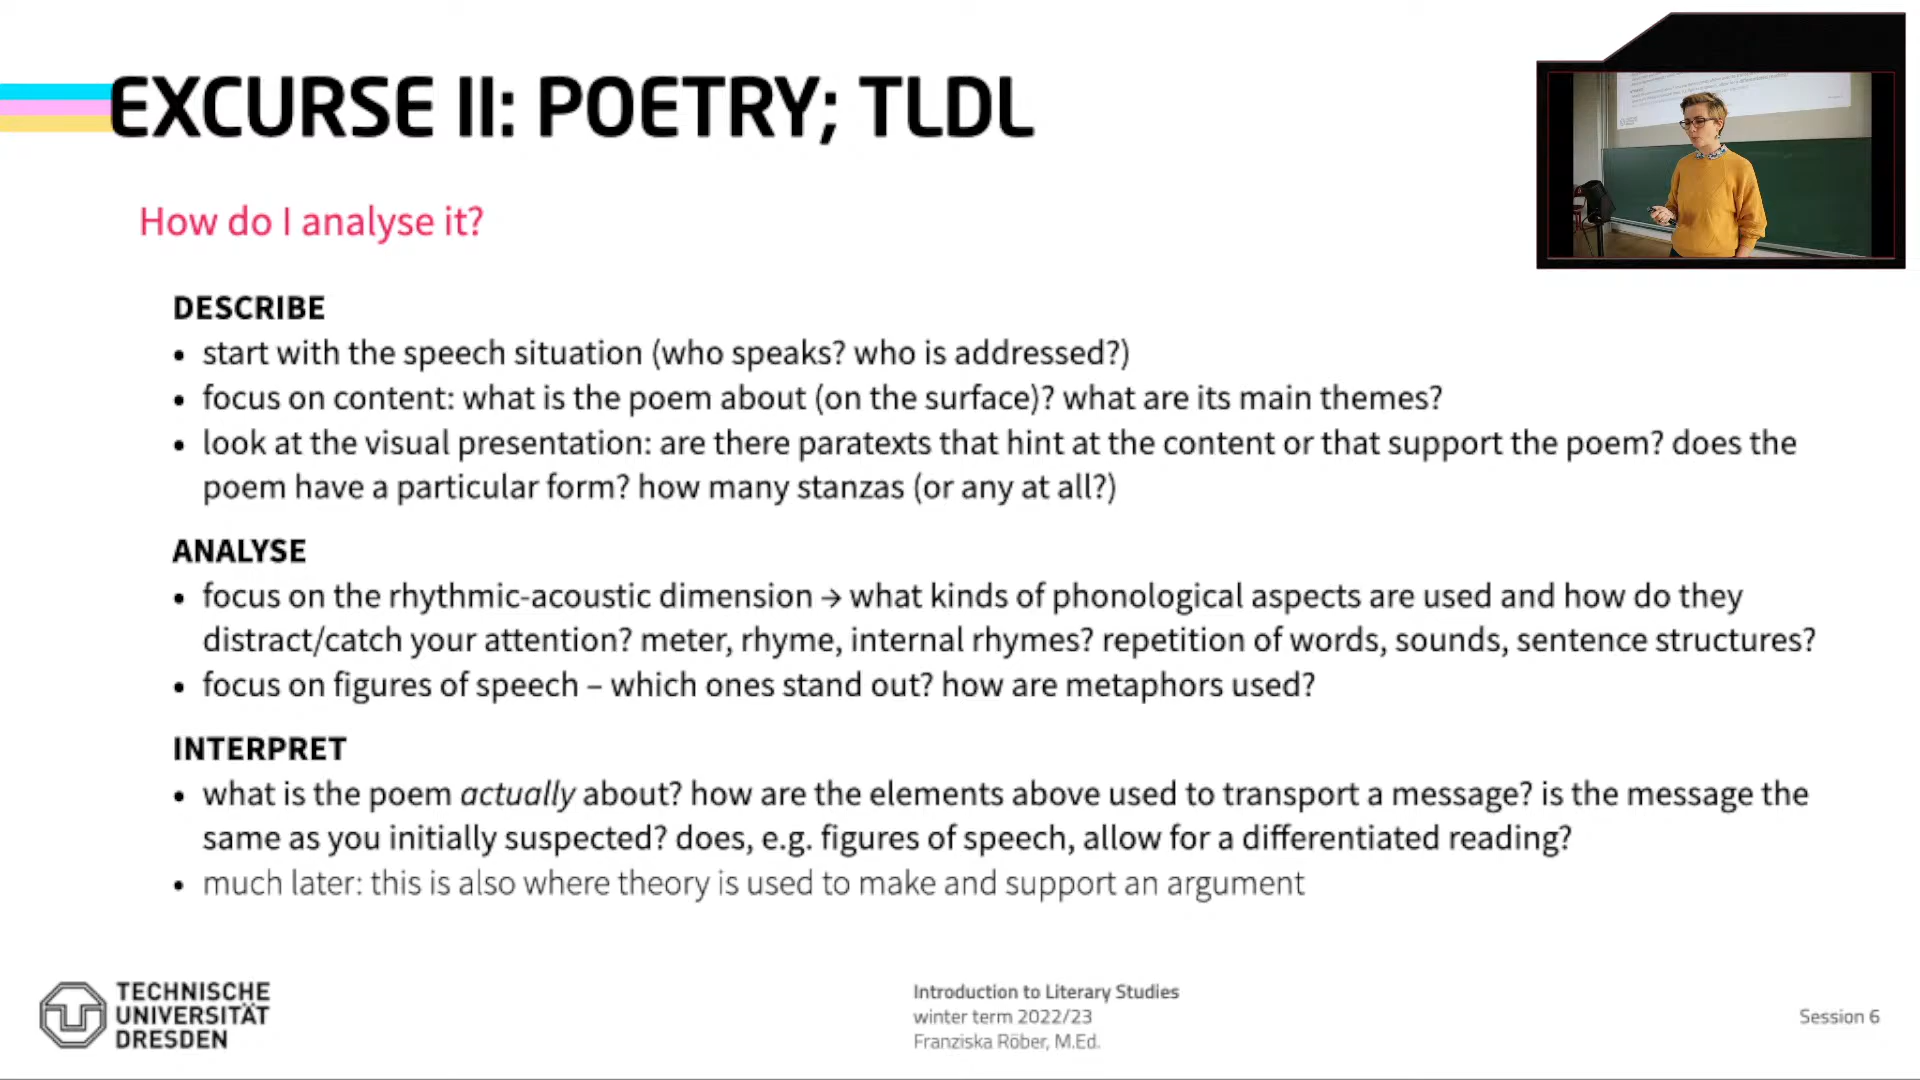 EXCURSE II: POETRY; TLDL
How do I analyse it?
DESCRIBE
• start with the speech situation (who speaks? who is addressed?)
• focus on content: what is the poem about (on the surface)? what are its main themes?
• look at the visual presentation: are there paratexts that hint at the content or that support the poem? does the
poem have a particular form? how many stanzas (or any at all?)
ANALYSE
• focus on the rhythmic-acoustic dimension → what kinds of phonological aspects are used and how do they
distract/catch your attention? meter, rhyme, internal rhymes? repetition of words, sounds, sentence structures?
• focus on figures of speech – which ones stand out? how are metaphors used?
INTERPRET
• what is the poem actually about? how are the elements above used to transport a message? is the message the
same as you initially suspected? does, e.g. figures of speech, allow for a differentiated reading?
• much later: this is also where theory is used to make and support an argument
TECHNISCHE
UNIVERSITÄT
DRESDEN
Introduction to Literary Studies
winter term 2022/23
Franziska Röber, M.Ed.
Session 6